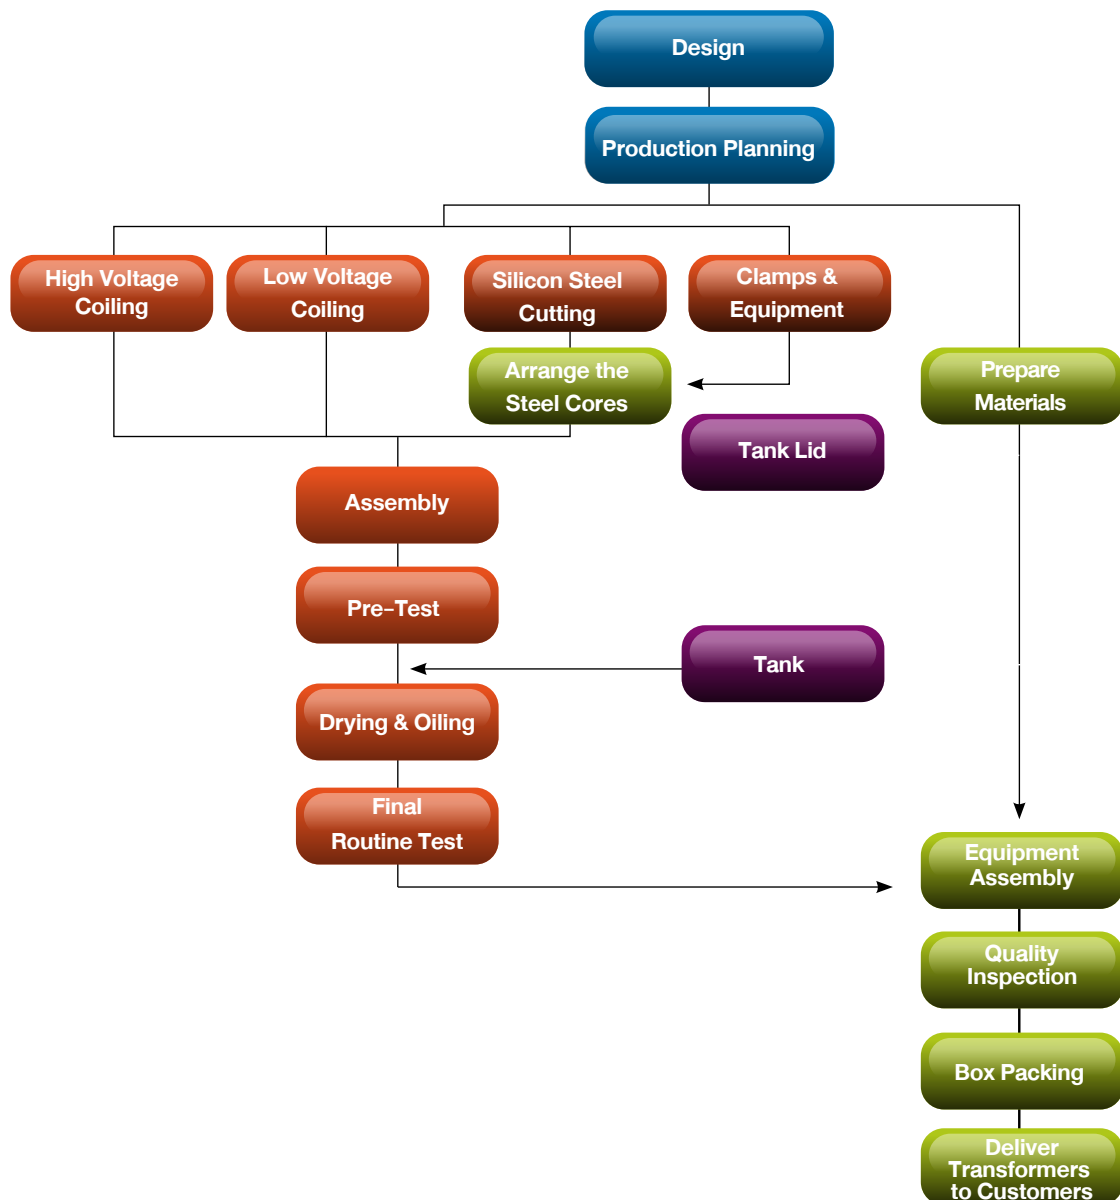 Design
Production Planning
High Voltage
Coiling
Low Voltage
Coiling
Silicon Steel
Cutting
Clamps &
Equipment
Arrange the
Steel Cores
Prepare
Materials
Tank Lid
Assembly
Pre–Test
Tank
Drying & Oiling
Final
Routine Test
Equipment
Assembly
Quality
Inspection
Box Packing
Deliver
Transformers
to Customers